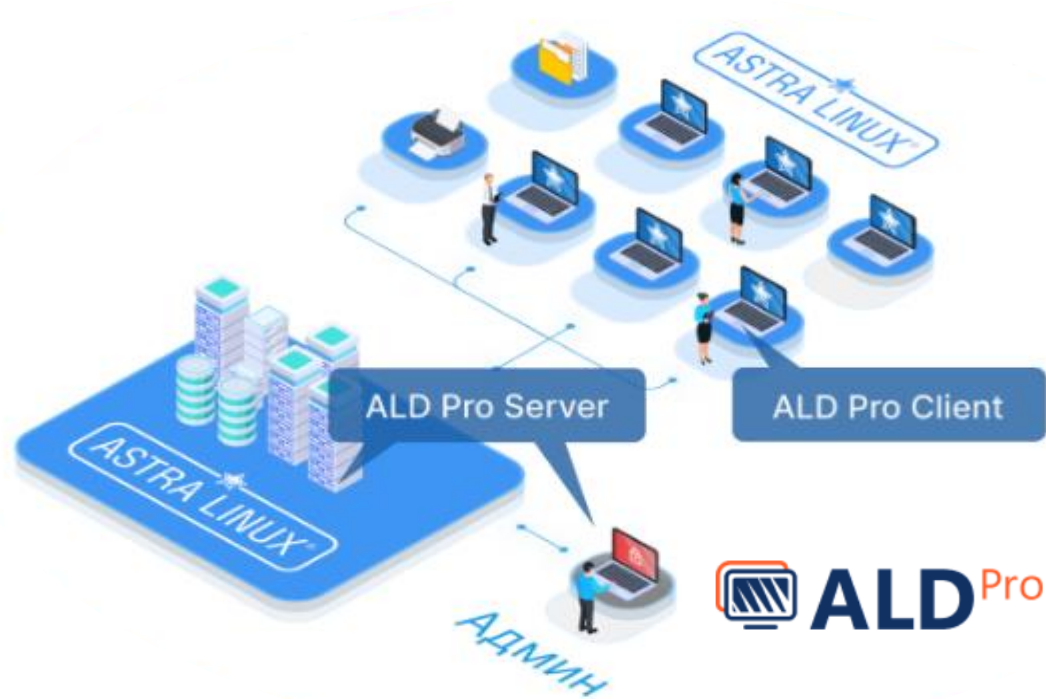 ASTRA LINUX®
ALD Pro Server
ALD Pro Client
ASTRA LINUX®
Админ
ALD Pro